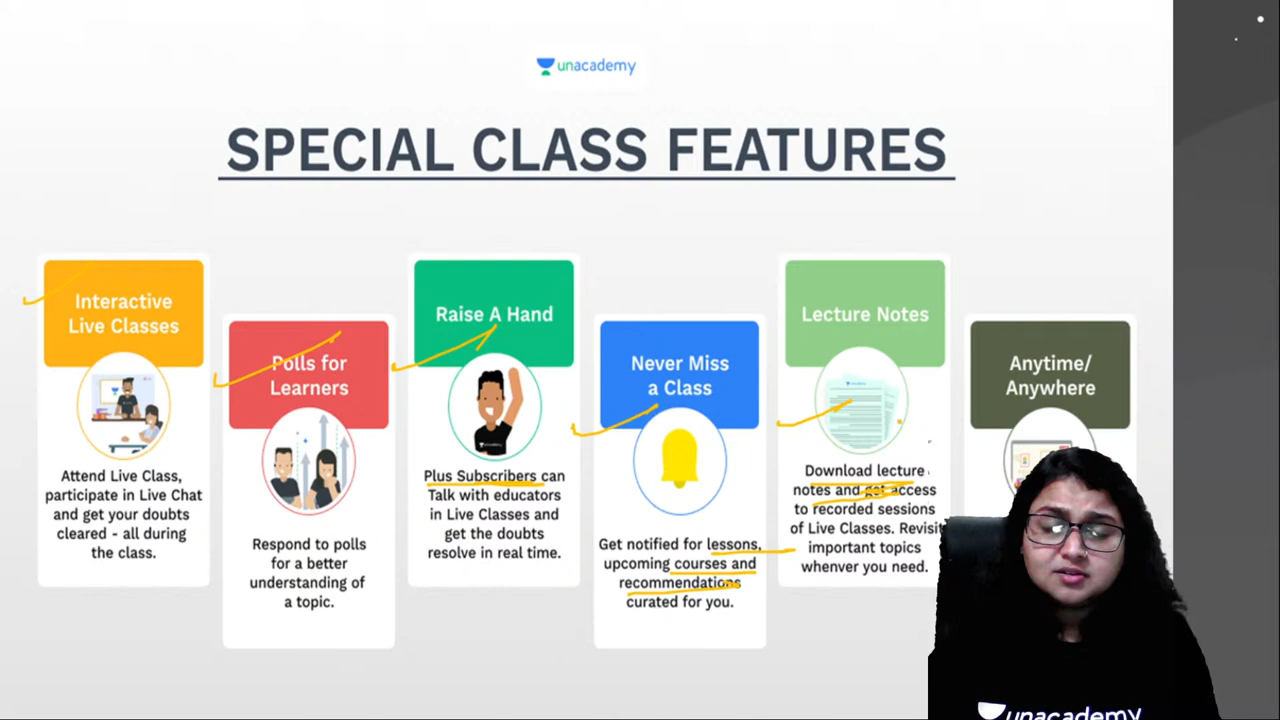 unacademy
SPECIAL CLASS FEATURES
Interactive
Live Classes
Attend Live Class,
participate in Live Chat
and get your doubts
cleared - all during
the class.
Polls for
Learners
Respond to polls
for a better
understanding of
a topic.
Raise A Hand
Plus Subscribers can
Talk with educators
in Live Classes and
get the doubts
resolve in real time.
Never Miss
a Class
Get notified for lessons,
upcoming courses and
recommendations
curated for you.
Lecture Notes
Download lecture
notes and get access
to recorded sessions
of Live Classes. Revisit
important topics
whenver you need.
Anytime/
Anywhere
unacademy